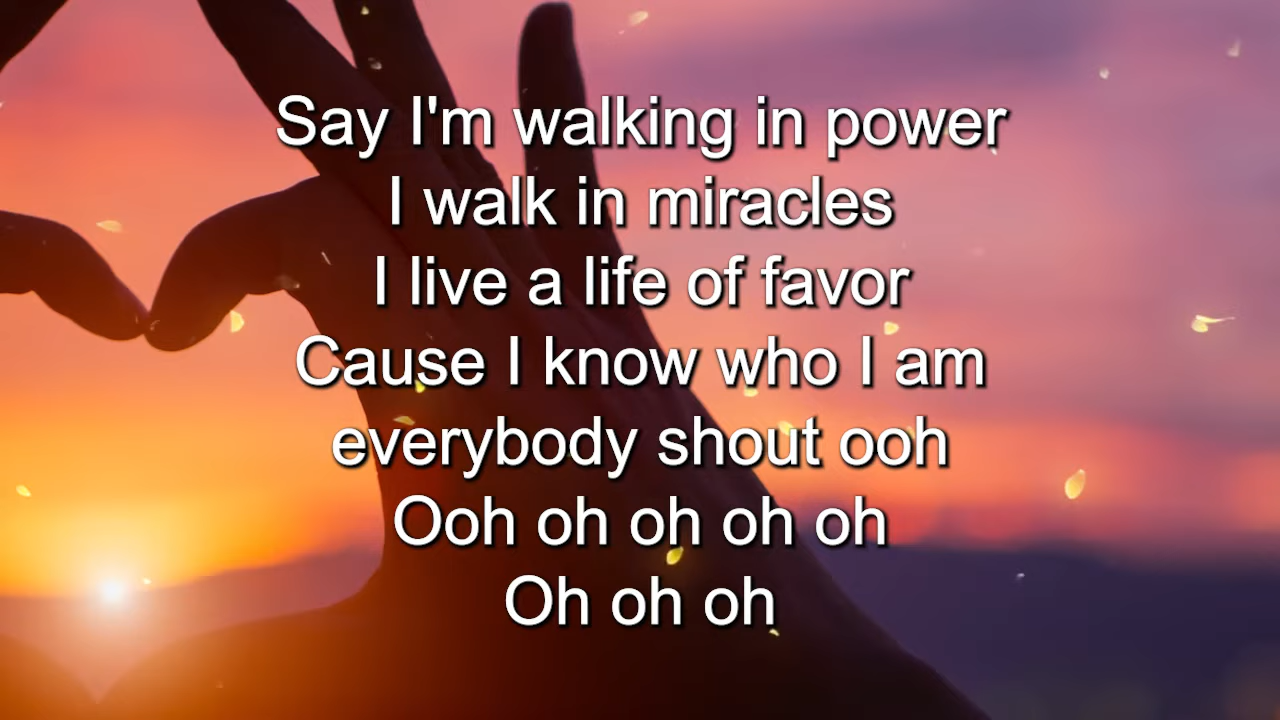 Say I'm walking in power
I walk in miracles
I live a life of favor
Cause I know who I am
everybody shout ooh
Ooh oh oh oh oh
Oh oh oh